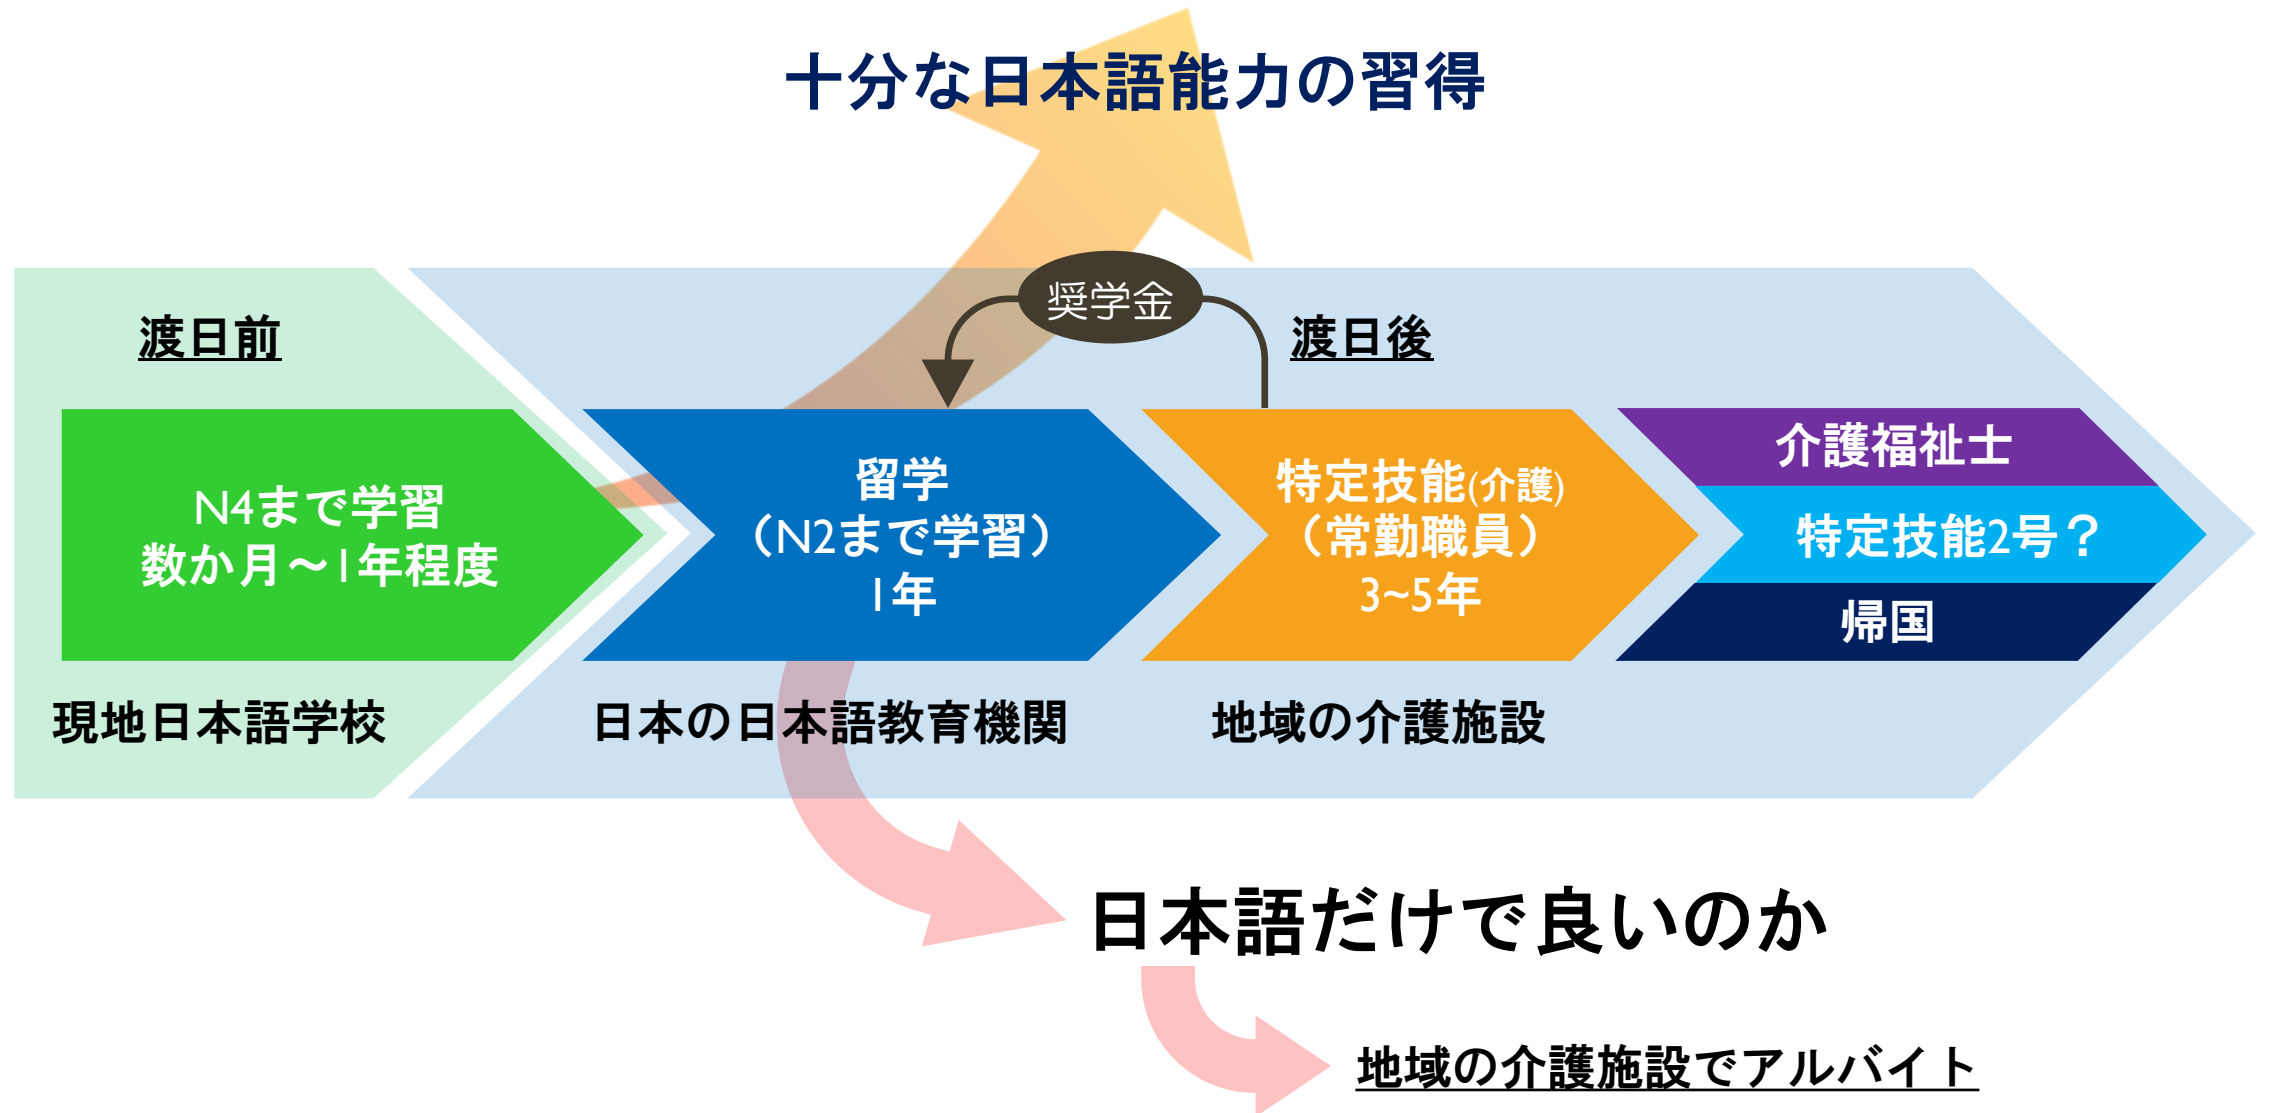 十分な日本語能力の習得
奨学金
渡日前
渡日後
N4まで学習
数か月～1年程度
留学
（N2まで学習）
1年
特定技能(介護)
（常勤職員）
3~5年
介護福祉士
特定技能2号？
帰国
現地日本語学校
日本の日本語教育機関
地域の介護施設
日本語だけで良いのか
地域の介護施設でアルバイト